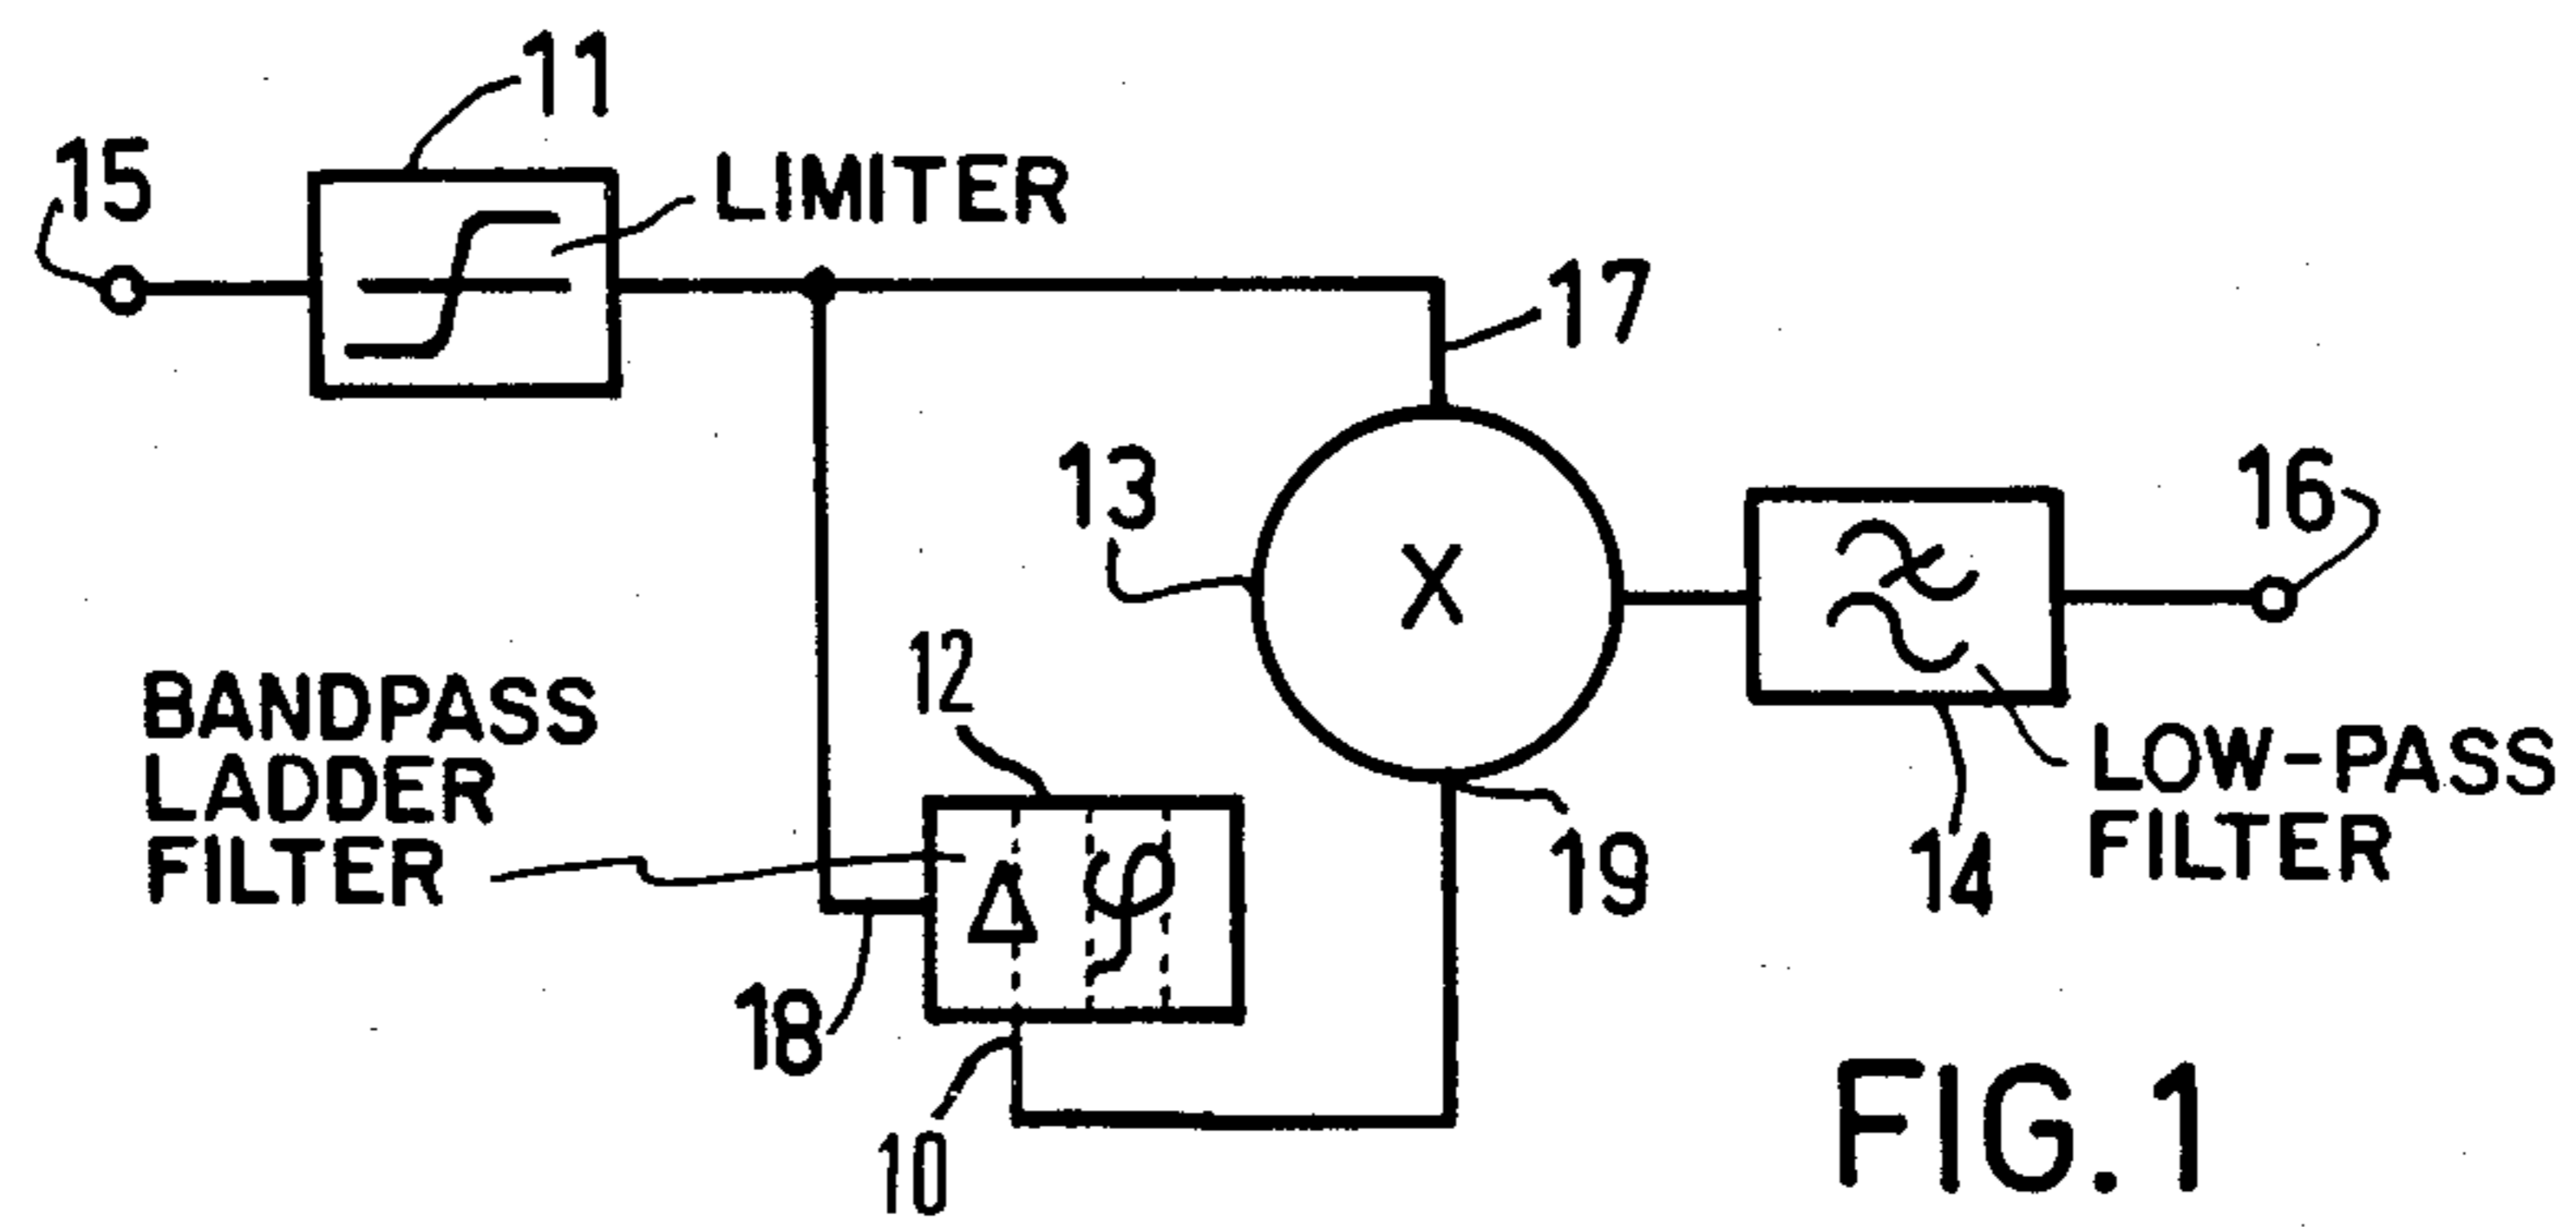 11
15
LIMITER
17
13
16
12
X
BANDPASS
LADDER
FILTER
Δ φ
LOW-PASS
FILTER
14
19
18
10
FIG.1